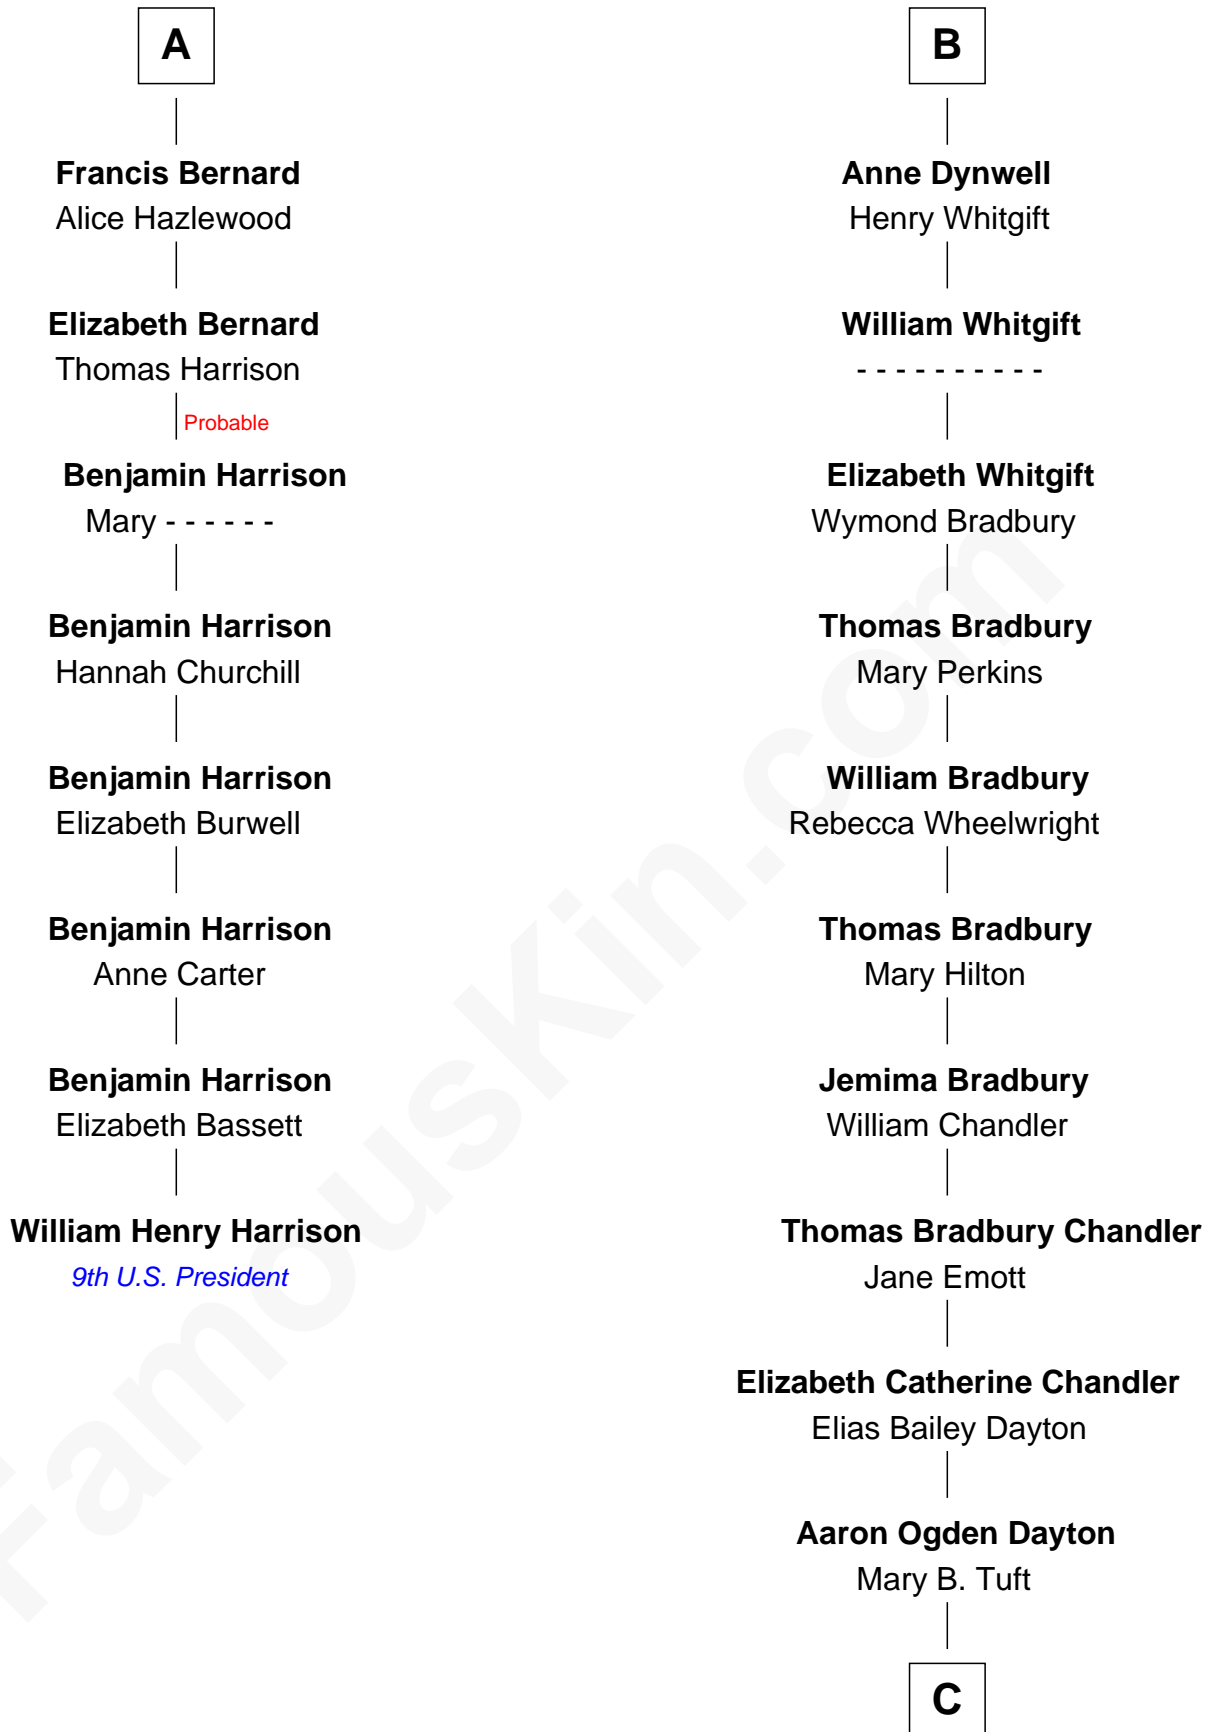 A
Francis Bernard
Alice Hazlewood
Elizabeth Bernard
Thomas Harrison
Probable
Benjamin Harrison
Mary - - - - - -
Benjamin Harrison
Hannah Churchill
Benjamin Harrison
Elizabeth Burwell
Benjamin Harrison
Anne Carter
Benjamin Harrison
Elizabeth Bassett
William Henry Harrison
9th U.S. President
B
Anne Dynwell
Henry Whitgift
William Whitgift
- - - - - - - - - -
Elizabeth Whitgift
Wymond Bradbury
Thomas Bradbury
Mary Perkins
William Bradbury
Rebecca Wheelwright
Thomas Bradbury
Mary Hilton
Jemima Bradbury
William Chandler
Thomas Bradbury Chandler
Jane Emott
Elizabeth Catherine Chandler
Elias Bailey Dayton
Aaron Ogden Dayton
Mary B. Tuft
C
FamousKin.com